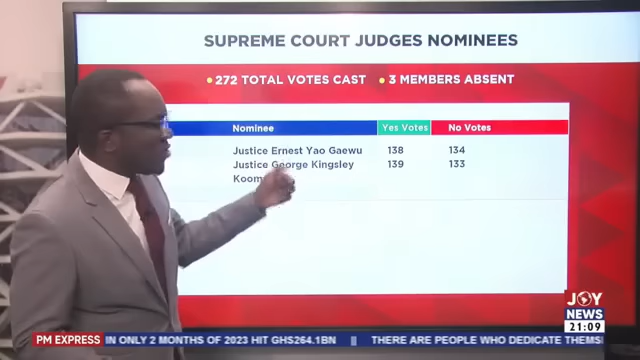 SUPREME COURT JUDGES NOMINEES
272 TOTAL VOTES CAST 3 MEMBERS ABSENT
Nominee Yes Votes No Votes
Justice Ernest Yao Gaewu 138 134
Justice George Kingsley 139 133
JOY
NEWS
21:09
PM EXPRESS IN ONLY 2 MONTHS OF 2023 HIT GHS264.1BN || THERE ARE PEOPLE WHO DEDICATE THEMS